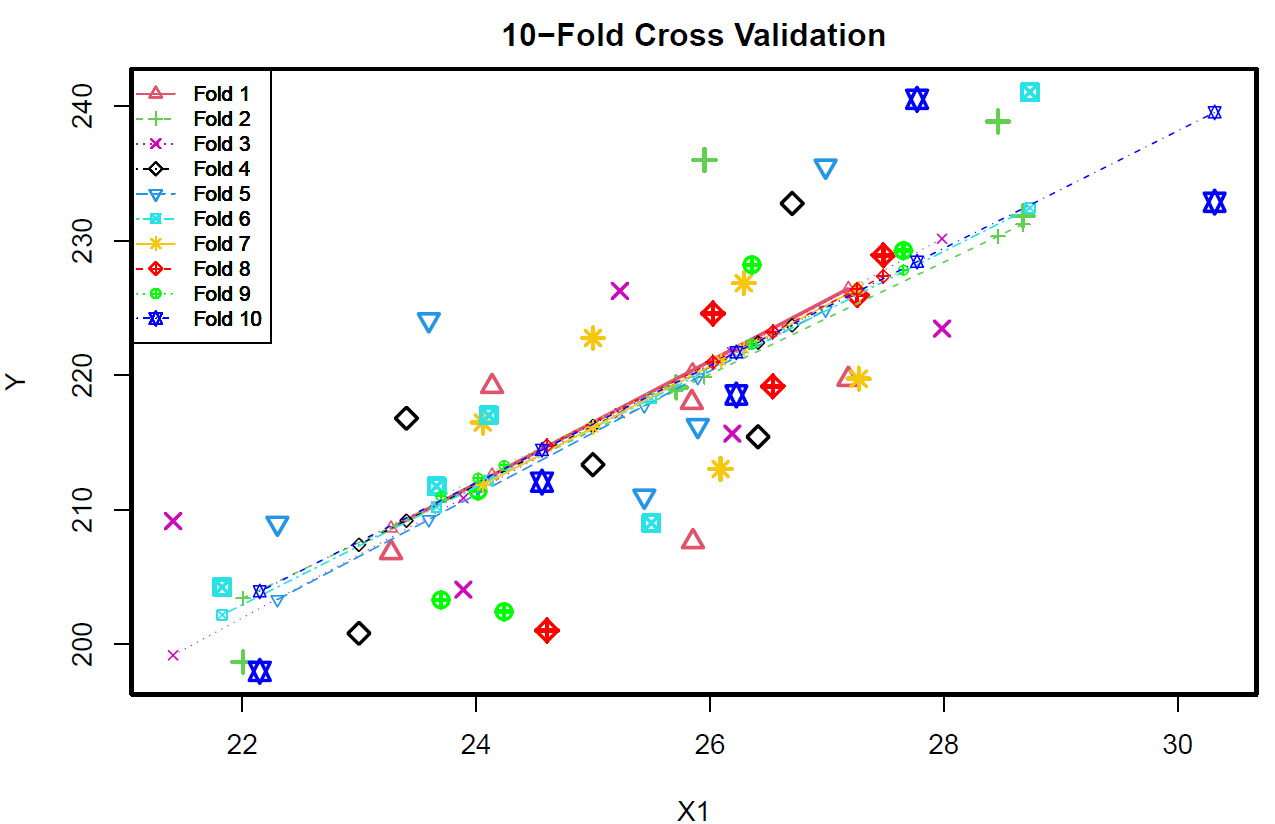 10−Fold Cross Validation
Fold 1
Fold 2
Fold 3
Fold 4
Fold 5
Fold 6
Fold 7
Fold 8
Fold 9
Fold 10
240
230
220
210
200
Y
22 24 26 28 30
X1